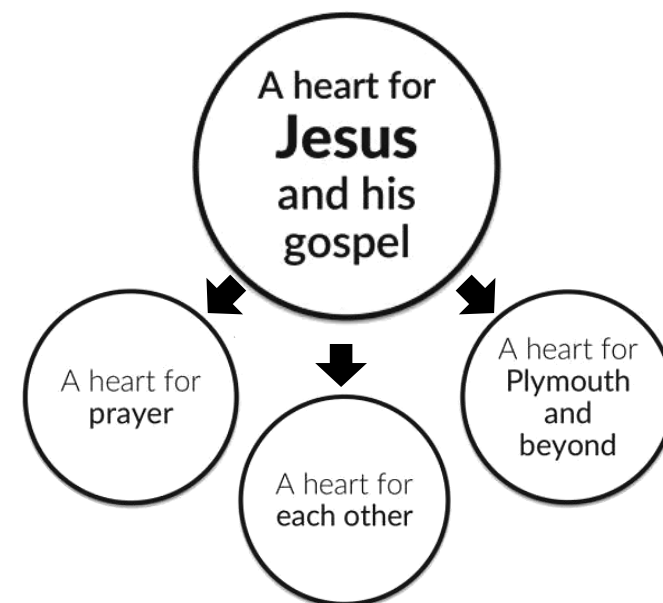 A heart for
Jesus
and his
gospel
A heart for
prayer
A heart for
each other
A heart for
Plymouth
and
beyond